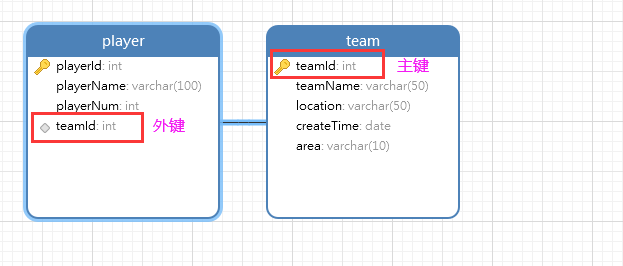 player
playerId: int
playerName: varchar(100)
playerNum: int
teamId: int
外键
team
teamId: int
主键
teamName: varchar(50)
location: varchar(50)
createTime: date
area: varchar(10)